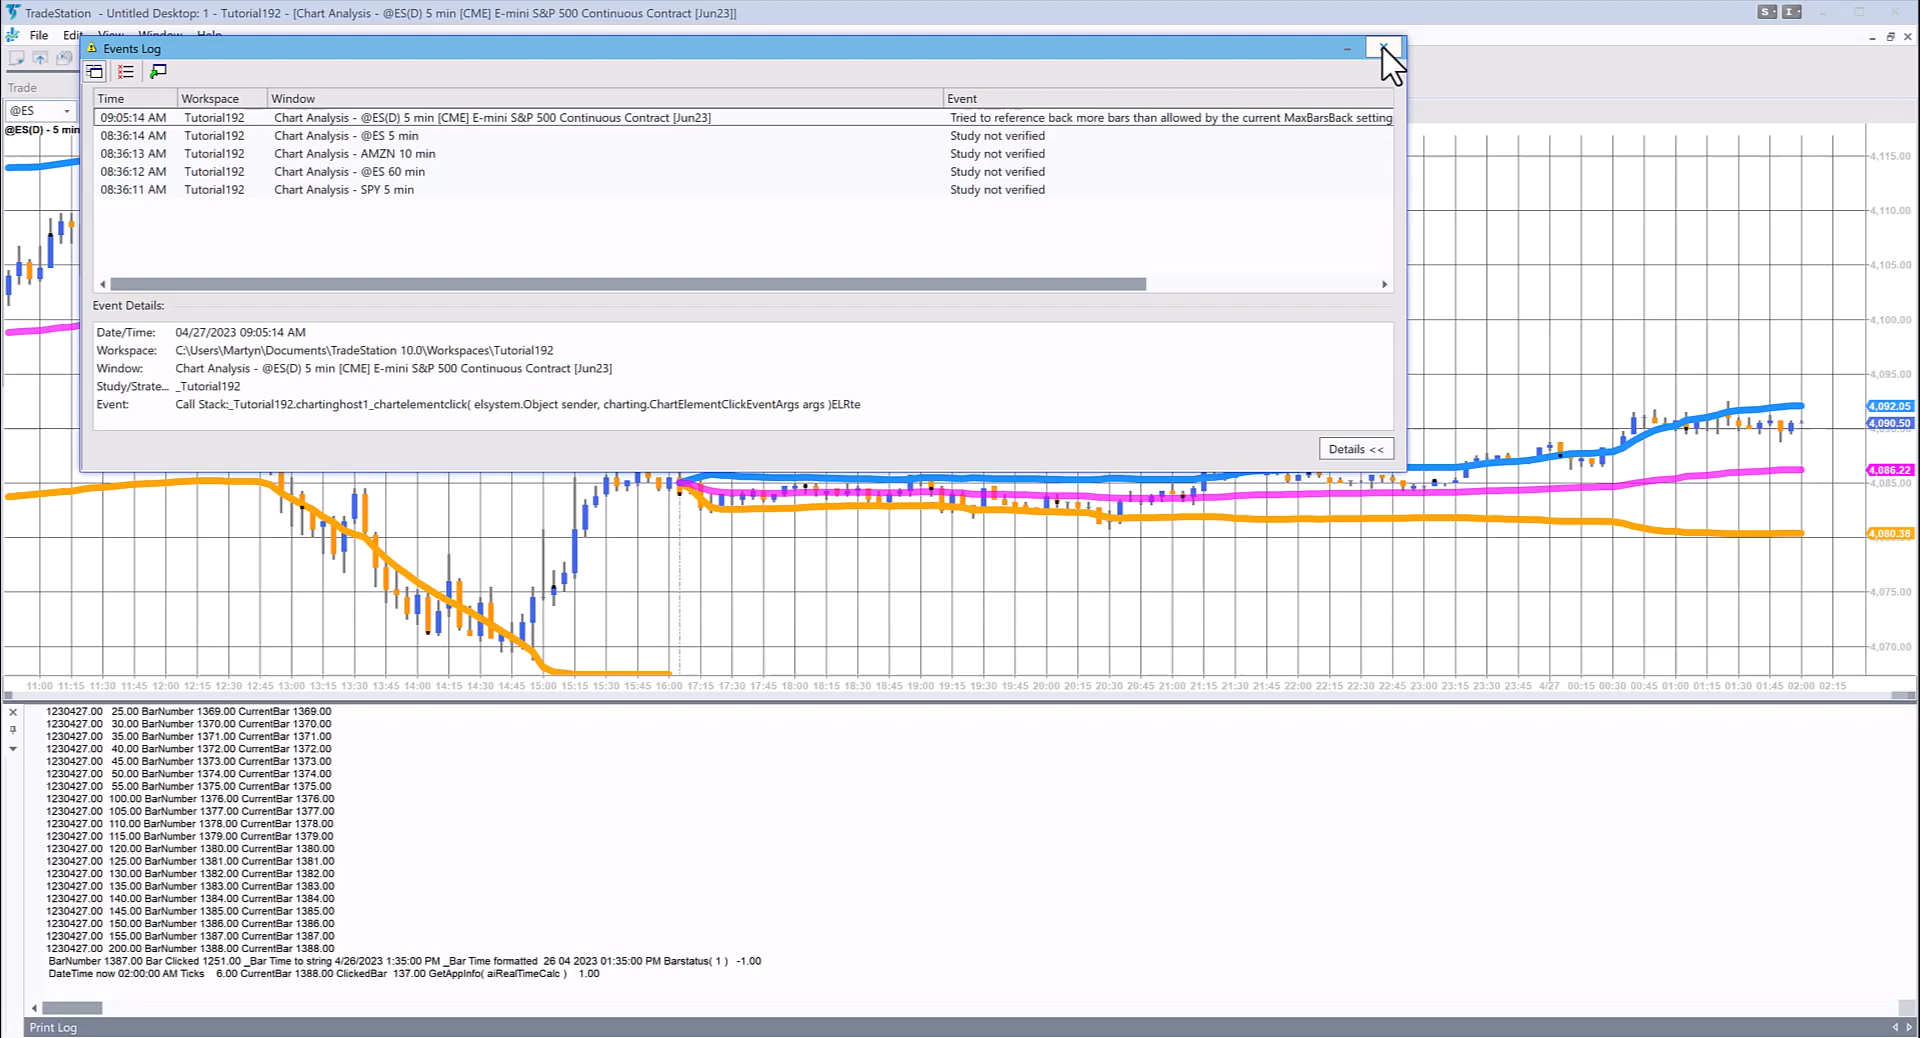 TradeStation - Untitled Desktop: 1 - Tutorial192 - [Chart Analysis - @ES(D) 5 min [CME] E-mini S&P 500 Continuous Contract [Jun23]]
S I
File
Events Log
Trade
@ES
@ES(D) - 5 min
Time Workspace Window Event
09:05:14 AM Tutorial192 Chart Analysis - @ES(D) 5 min [CME] E-mini S&P 500 Continuous Contract [Jun23] Tried to reference back more bars than allowed by the current MaxBarsBack setting
08:36:14 AM Tutorial192 Chart Analysis - @ES 5 min Study not verified
08:36:13 AM Tutorial192 Chart Analysis - AMZN 10 min Study not verified
08:36:12 AM Tutorial192 Chart Analysis - @ES 60 min Study not verified
08:36:11 AM Tutorial192 Chart Analysis - SPY 5 min Study not verified
Event Details:
Date/Time: 04/27/2023 09:05:14 AM
Workspace: C:\Users\Martyn\Documents\TradeStation 10.0\Workspaces\Tutorial192
Window: Chart Analysis - @ES(D) 5 min [CME] E-mini S&P 500 Continuous Contract [Jun23]
Study/Strate... _Tutorial192
Event: Call Stack:_Tutorial192.chartinghost1_chartelementclick( elsystem.Object sender, charting.ChartElementClickEventArgs args )ELRte
Details <<
4,115.00
4,110.00
4,105.00
4,100.00
4,095.00
4,092.05
4,090.50
4,086.22
4,085.00
4,080.38
4,075.00
4,070.00
11:00 11:15 11:30 11:45 12:00 12:15 12:30 12:45 13:00 13:15 13:30 13:45 14:00 14:15 14:30 14:45 15:00 15:15 15:30 15:45 16:00 17:15 17:30 17:45 18:00 18:15 18:30 18:45 19:00 19:15 19:30 19:45 20:00 20:15 20:30 20:45 21:00 21:15 21:30 21:45 22:00 22:15 22:30 22:45 23:00 23:15 23:30 23:45 4/27 00:15 00:30 00:45 01:00 01:15 01:30 01:45 02:00 02:15
1230427.00 25.00 BarNumber 1369.00 CurrentBar 1369.00
1230427.00 30.00 BarNumber 1370.00 CurrentBar 1370.00
1230427.00 35.00 BarNumber 1371.00 CurrentBar 1371.00
1230427.00 40.00 BarNumber 1372.00 CurrentBar 1372.00
1230427.00 45.00 BarNumber 1373.00 CurrentBar 1373.00
1230427.00 50.00 BarNumber 1374.00 CurrentBar 1374.00
1230427.00 55.00 BarNumber 1375.00 CurrentBar 1375.00
1230427.00 100.00 BarNumber 1376.00 CurrentBar 1376.00
1230427.00 105.00 BarNumber 1377.00 CurrentBar 1377.00
1230427.00 110.00 BarNumber 1378.00 CurrentBar 1378.00
1230427.00 115.00 BarNumber 1379.00 CurrentBar 1379.00
1230427.00 120.00 BarNumber 1380.00 CurrentBar 1380.00
1230427.00 125.00 BarNumber 1381.00 CurrentBar 1381.00
1230427.00 130.00 BarNumber 1382.00 CurrentBar 1382.00
1230427.00 135.00 BarNumber 1383.00 CurrentBar 1383.00
1230427.00 140.00 BarNumber 1384.00 CurrentBar 1384.00
1230427.00 145.00 BarNumber 1385.00 CurrentBar 1385.00
1230427.00 150.00 BarNumber 1386.00 CurrentBar 1386.00
1230427.00 155.00 BarNumber 1387.00 CurrentBar 1387.00
1230427.00 200.00 BarNumber 1388.00 CurrentBar 1388.00
BarNumber 1387.00 Bar Clicked 1251.00 _Bar Time to string 4/26/2023 1:35:00 PM _Bar Time formatted 26 04 2023 01:35:00 PM Barstatus( 1 ) -1.00
DateTime now 02:00:00 AM Ticks 6.00 CurrentBar 1388.00 ClickedBar 137.00 GetAppInfo( aiRealTimeCalc ) 1.00
Print Log